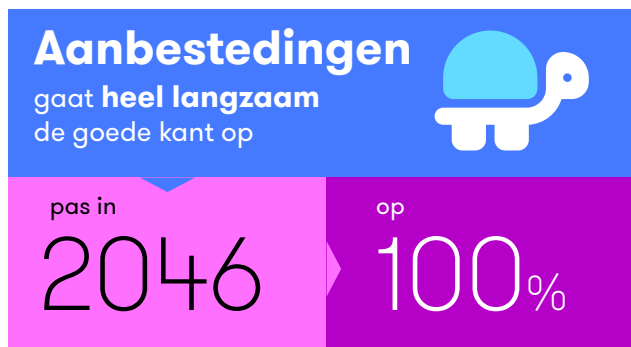 Aanbestedingen
gaat heel langzaam
de goede kant op
pas in
2046
op
100%